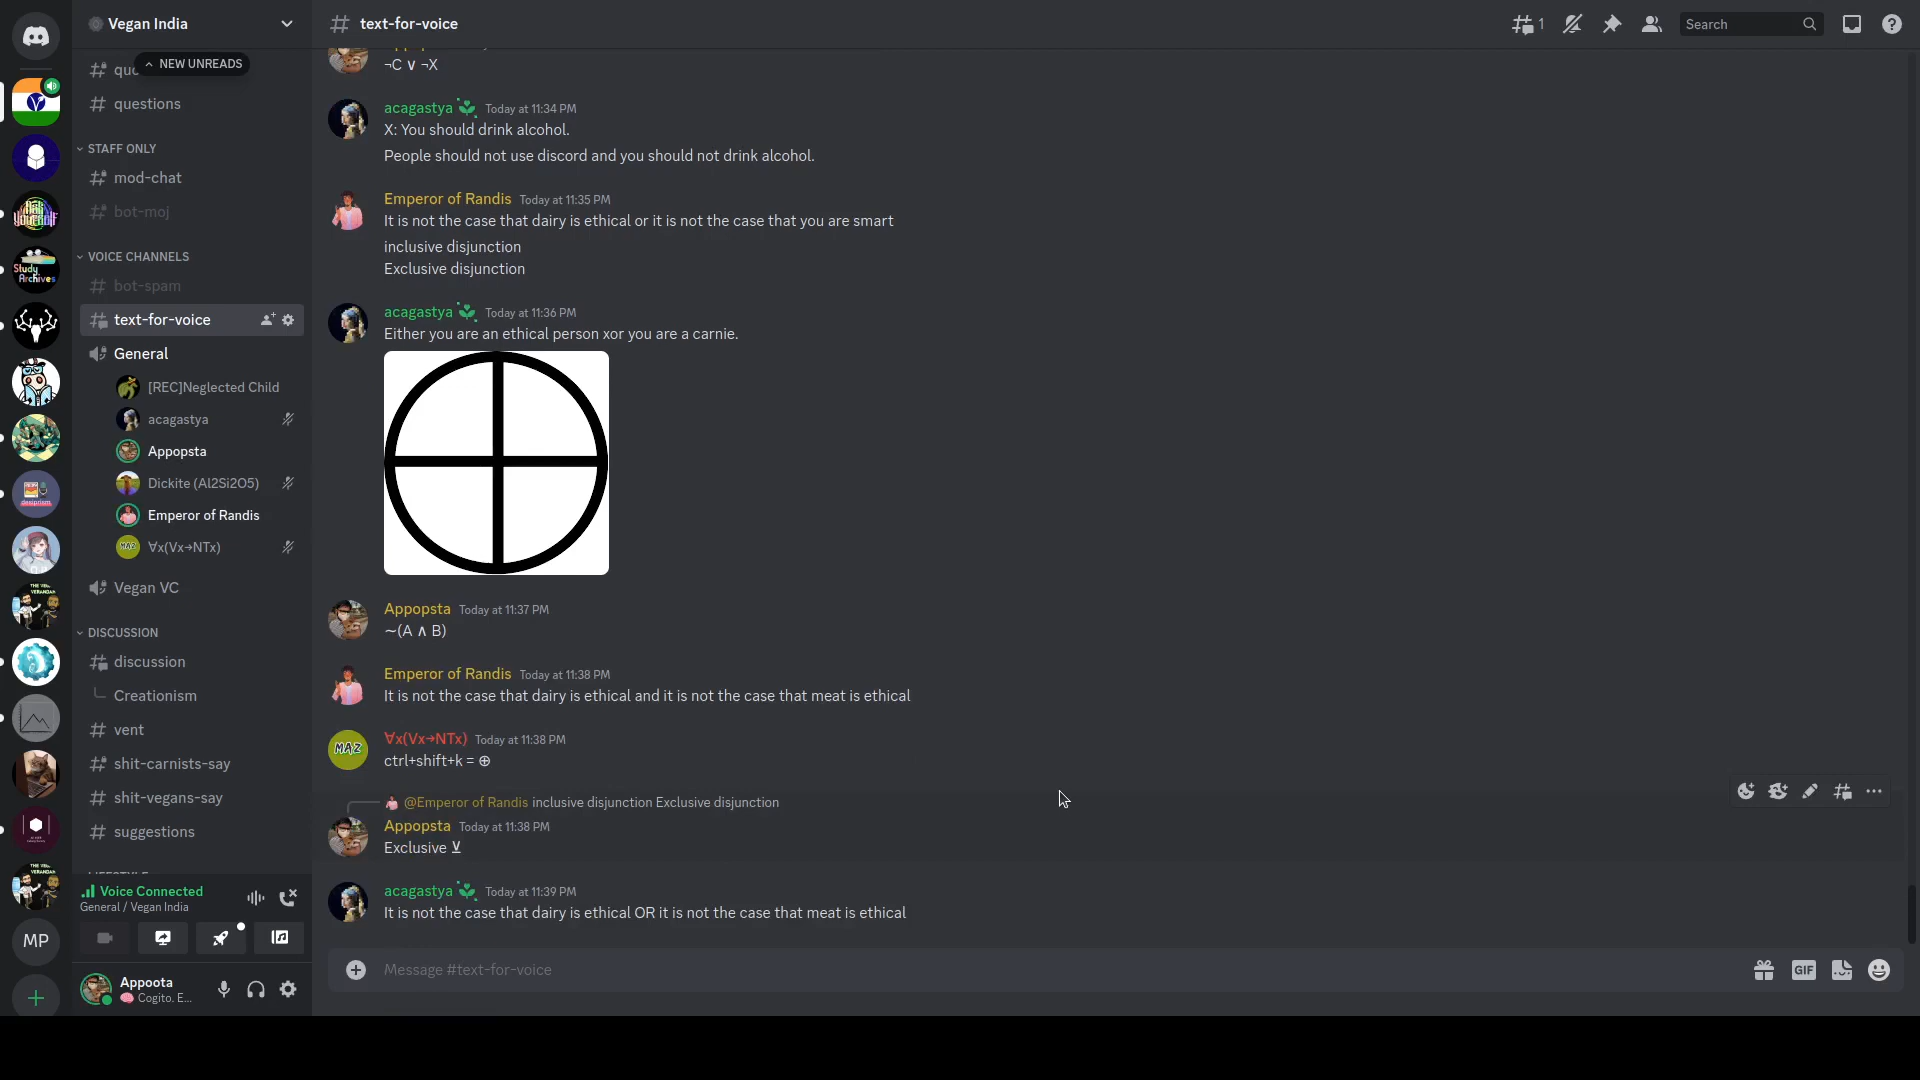 Vegan India
NEW UNREADS
questions
STAFF ONLY
mod-chat
bot-moj
VOICE CHANNELS
bot-spam
text-for-voice
General
[REC]Neglected Child
acagastya
Appopsta
Dickite (Al2Si2O5)
Emperor of Randis
∀x(Vx→NTx)
Vegan VC
DISCUSSION
discussion
Creationism
vent
shit-carnists-say
shit-vegans-say
suggestions
Voice Connected
General / Vegan India
Appoota
Cogito. E...
MP
text-for-voice
1
Search
¬C ∨ ¬X
acagastya Today at 11:34 PM
X: You should drink alcohol.
People should not use discord and you should not drink alcohol.
Emperor of Randis Today at 11:35 PM
It is not the case that dairy is ethical or it is not the case that you are smart
inclusive disjunction
Exclusive disjunction
acagastya Today at 11:36 PM
Either you are an ethical person xor you are a carnie.
Appopsta Today at 11:37 PM
~(A ∧ B)
Emperor of Randis Today at 11:38 PM
It is not the case that dairy is ethical and it is not the case that meat is ethical
MAZ
∀x(Vx→NTx) Today at 11:38 PM
ctrl+shift+k = ⊕
@Emperor of Randis inclusive disjunction Exclusive disjunction
Appopsta Today at 11:38 PM
Exclusive ⊻
acagastya Today at 11:39 PM
It is not the case that dairy is ethical OR it is not the case that meat is ethical
Message #text-for-voice
GIF